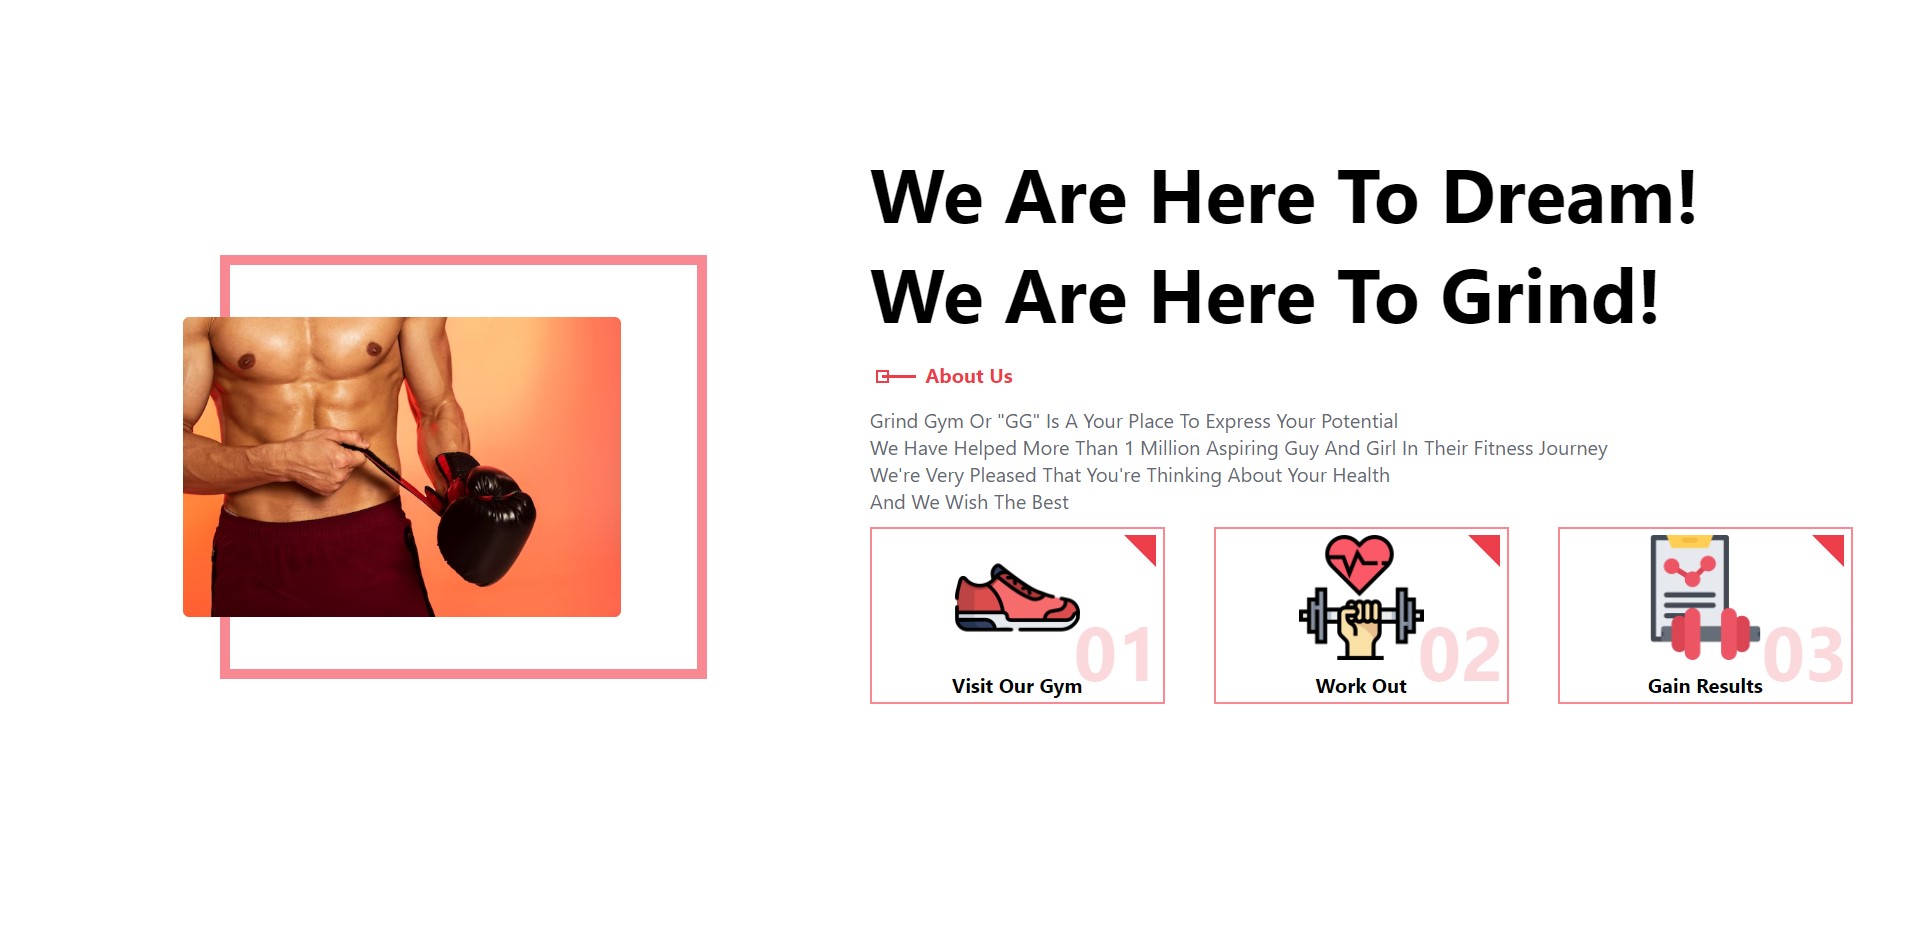 We Are Here To Dream!
We Are Here To Grind!
About Us
Grind Gym Or "GG" Is A Your Place To Express Your Potential
We Have Helped More Than 1 Million Aspiring Guy And Girl In Their Fitness Journey
We're Very Pleased That You're Thinking About Your Health
And We Wish The Best
01
Visit Our Gym
02
Work Out
03
Gain Results